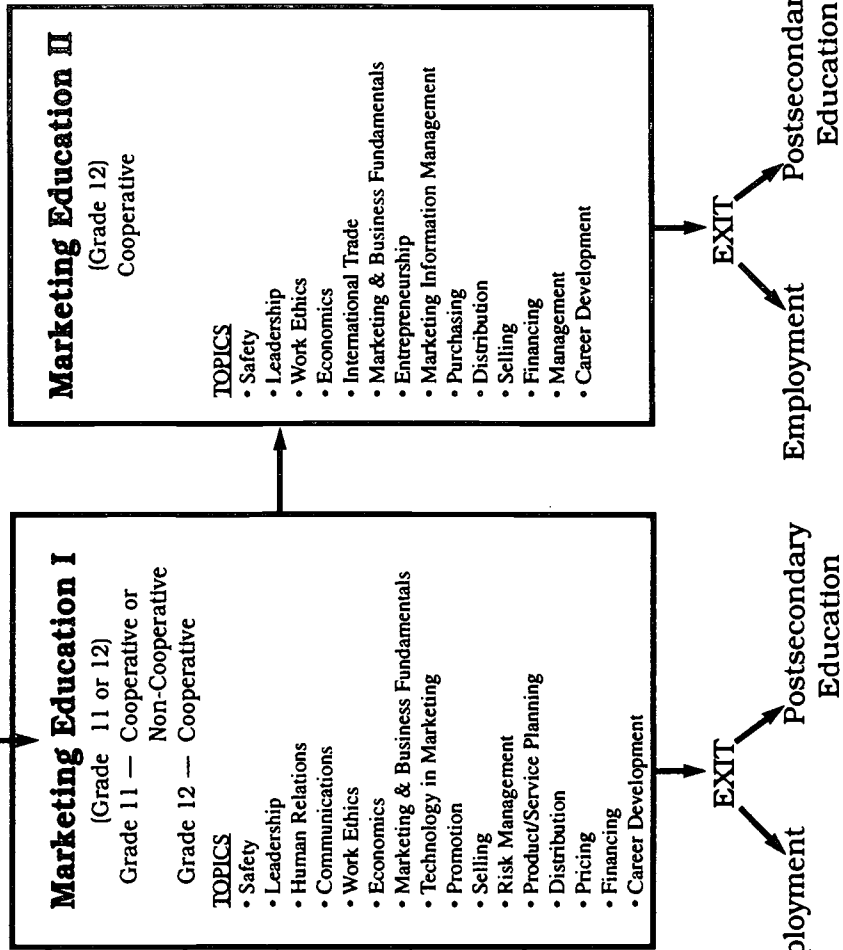 Marketing Education I
(Grade 11 or 12)
Grade 11 — Cooperative or
Non-Cooperative
Grade 12 — Cooperative
TOPICS
• Safety
• Leadership
• Human Relations
• Communications
• Work Ethics
• Economics
• Marketing & Business Fundamentals
• Technology in Marketing
• Promotion
• Selling
• Risk Management
• Product/Service Planning
• Distribution
• Pricing
• Financing
• Career Development
EXIT
ployment
Postsecondary
Education
Marketing Education II
(Grade 12)
Cooperative
TOPICS
• Safety
• Leadership
• Work Ethics
• Economics
• International Trade
• Marketing & Business Fundamentals
• Entrepreneurship
• Marketing Information Management
• Purchasing
• Distribution
• Selling
• Financing
• Management
• Career Development
EXIT
Employment
Postsecondar
Education